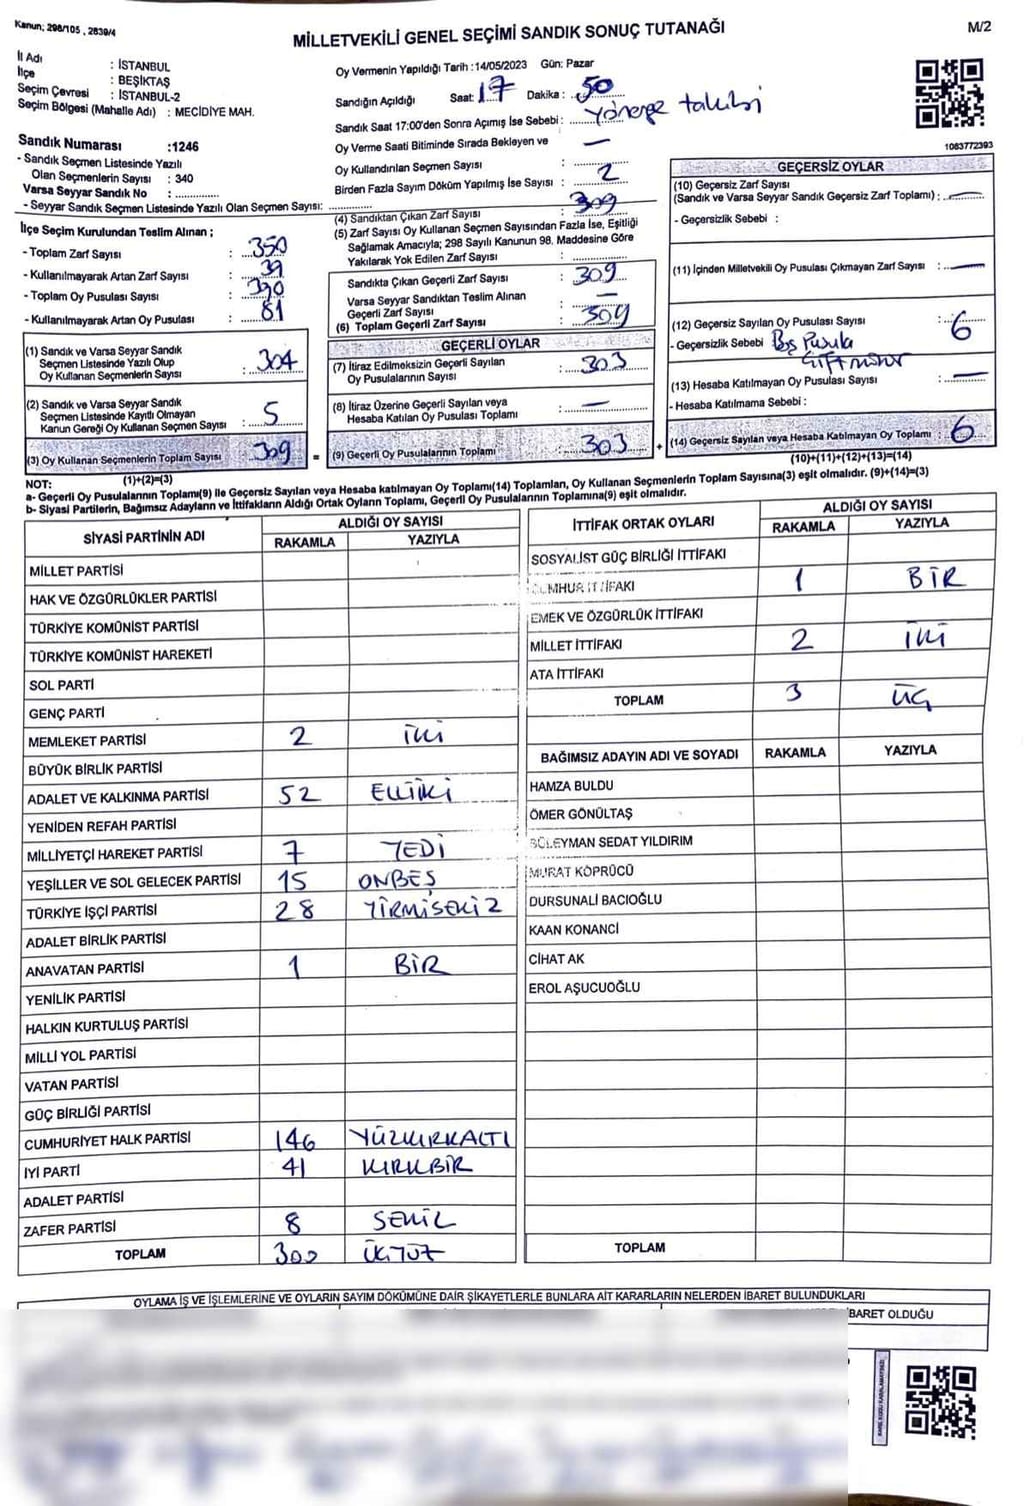 Kanun; 298/105 , 2839/4
MİLLETVEKİLİ GENEL SEÇİMİ SANDIK SONUÇ TUTANAĞI
M/2
İl Adı : İSTANBUL
İlçe : BEŞİKTAŞ
Seçim Çevresi : İSTANBUL-2
Seçim Bölgesi (Mahalle Adı) : MECİDİYE MAH.
Sandık Numarası :1246
- Sandık Seçmen Listesinde Yazılı
Olan Seçmenlerin Sayısı : 340
Varsa Seyyar Sandık No : ............
- Seyyar Sandık Seçmen Listesinde Yazılı Olan Seçmen Sayısı: ............
İlçe Seçim Kurulundan Teslim Alınan ;
- Toplam Zarf Sayısı : 350
- Kullanılmayarak Artan Zarf Sayısı : 39
- Toplam Oy Pusulası Sayısı : 390
- Kullanılmayarak Artan Oy Pusulası : 81
(1) Sandık ve Varsa Seyyar Sandık
Seçmen Listesinde Yazılı Olup
Oy Kullanan Seçmenlerin Sayısı : 304
(2) Sandık ve Varsa Seyyar Sandık
Seçmen Listesinde Kayıtlı Olmayan
Kanun Gereği Oy Kullanan Seçmen Sayısı : 5
(3) Oy Kullanan Seçmenlerin Toplam Sayısı 309
(1)+(2)=(3)
Oy Vermenin Yapıldığı Tarih :14/05/2023 Gün: Pazar
Sandığın Açıldığı Saat: 17 Dakika : 50
Sandık Saat 17:00'den Sonra Açımış İse Sebebi : Yönerge takibi
Oy Verme Saati Bitiminde Sırada Bekleyen ve
Oy Kullandırılan Seçmen Sayısı : —
Birden Fazla Sayım Döküm Yapılmış İse Sayısı : 2
(4) Sandıktan Çıkan Zarf Sayısı : 309
(5) Zarf Sayısı Oy Kullanan Seçmen Sayısından Fazla İse, Eşitliği
Sağlamak Amacıyla; 298 Sayılı Kanunun 98. Maddesine Göre
Yakılarak Yok Edilen Zarf Sayısı : ............
Sandıkta Çıkan Geçerli Zarf Sayısı : 309
Varsa Seyyar Sandıktan Teslim Alınan
Geçerli Zarf Sayısı : —
(6) Toplam Geçerli Zarf Sayısı : 309
GEÇERLİ OYLAR
(7) İtiraz Edilmeksizin Geçerli Sayılan
Oy Pusulalarının Sayısı : 303
(8) İtiraz Üzerine Geçerli Sayılan veya
Hesaba Katılan Oy Pusulası Toplamı : —
= (9) Geçerli Oy Pusulalarının Toplamı : 303 +
1083772393
GEÇERSİZ OYLAR
(10) Geçersiz Zarf Sayısı
(Sandık ve Varsa Seyyar Sandık Geçersiz Zarf Toplamı) : —
- Geçersizlik Sebebi :
(11) İçinden Milletvekili Oy Pusulası Çıkmayan Zarf Sayısı : —
(12) Geçersiz Sayılan Oy Pusulası Sayısı : 6
- Geçersizlik Sebebi Boş Pusula
(13) Hesaba Katılmayan Oy Pusulası Sayısı : —
- Hesaba Katılmama Sebebi :
(14) Geçersiz Sayılan veya Hesaba Katılmayan Oy Toplamı : 6
(10)+(11)+(12)+(13)=(14)
NOT:
a- Geçerli Oy Pusulalarının Toplamı(9) ile Geçersiz Sayılan veya Hesaba katılmayan Oy Toplamı(14) Toplamları, Oy Kullanan Seçmenlerin Toplam Sayısına(3) eşit olmalıdır. (9)+(14)=(3)
b- Siyasi Partilerin, Bağımsız Adayların ve İttifakların Aldığı Ortak Oyların Toplamı, Geçerli Oy Pusulalarının Toplamına(9) eşit olmalıdır.
SİYASİ PARTİNİN ADI ALDIĞI OY SAYISI
RAKAMLA YAZIYLA
MİLLET PARTİSİ
HAK VE ÖZGÜRLÜKLER PARTİSİ
TÜRKİYE KOMÜNİST PARTİSİ
TÜRKİYE KOMÜNİST HAREKETİ
SOL PARTİ
GENÇ PARTİ
MEMLEKET PARTİSİ 2 İKİ
BÜYÜK BİRLİK PARTİSİ
ADALET VE KALKINMA PARTİSİ 52 ELLİİKİ
YENİDEN REFAH PARTİSİ
MİLLİYETÇİ HAREKET PARTİSİ 7 YEDİ
YEŞİLLER VE SOL GELECEK PARTİSİ 15 ONBEŞ
TÜRKİYE İŞÇİ PARTİSİ 28 YİRMİSEKİZ
ADALET BİRLİK PARTİSİ
ANAVATAN PARTİSİ 1 BİR
YENİLİK PARTİSİ
HALKIN KURTULUŞ PARTİSİ
MİLLİ YOL PARTİSİ
VATAN PARTİSİ
GÜÇ BİRLİĞİ PARTİSİ
CUMHURİYET HALK PARTİSİ 146 YÜZKIRKALTI
İYİ PARTİ 41 KIRKBİR
ADALET PARTİSİ
ZAFER PARTİSİ 8 SEKİZ
TOPLAM 300 ÜÇYÜZ
İTTİFAK ORTAK OYLARI ALDIĞI OY SAYISI
RAKAMLA YAZIYLA
SOSYALİST GÜÇ BİRLİĞİ İTTİFAKI
CUMHUR İTTİFAKI 1 BİR
EMEK VE ÖZGÜRLÜK İTTİFAKI
MİLLET İTTİFAKI 2 İKİ
ATA İTTİFAKI
TOPLAM 3 ÜÇ
BAĞIMSIZ ADAYIN ADI VE SOYADI RAKAMLA YAZIYLA
HAMZA BULDU
ÖMER GÖNÜLTAŞ
SÜLEYMAN SEDAT YILDIRIM
MURAT KÖPRÜCÜ
DURSUNALİ BACIOĞLU
KAAN KONANCİ
CİHAT AK
EROL AŞUCUOĞLU
TOPLAM
OYLAMA İŞ VE İŞLEMLERİNE VE OYLARIN SAYIM DÖKÜMÜNE DAİR ŞİKAYETLERLE BUNLARA AİT KARARLARIN NELERDEN İBARET BULUNDUKLARI
İBARET OLDUĞU